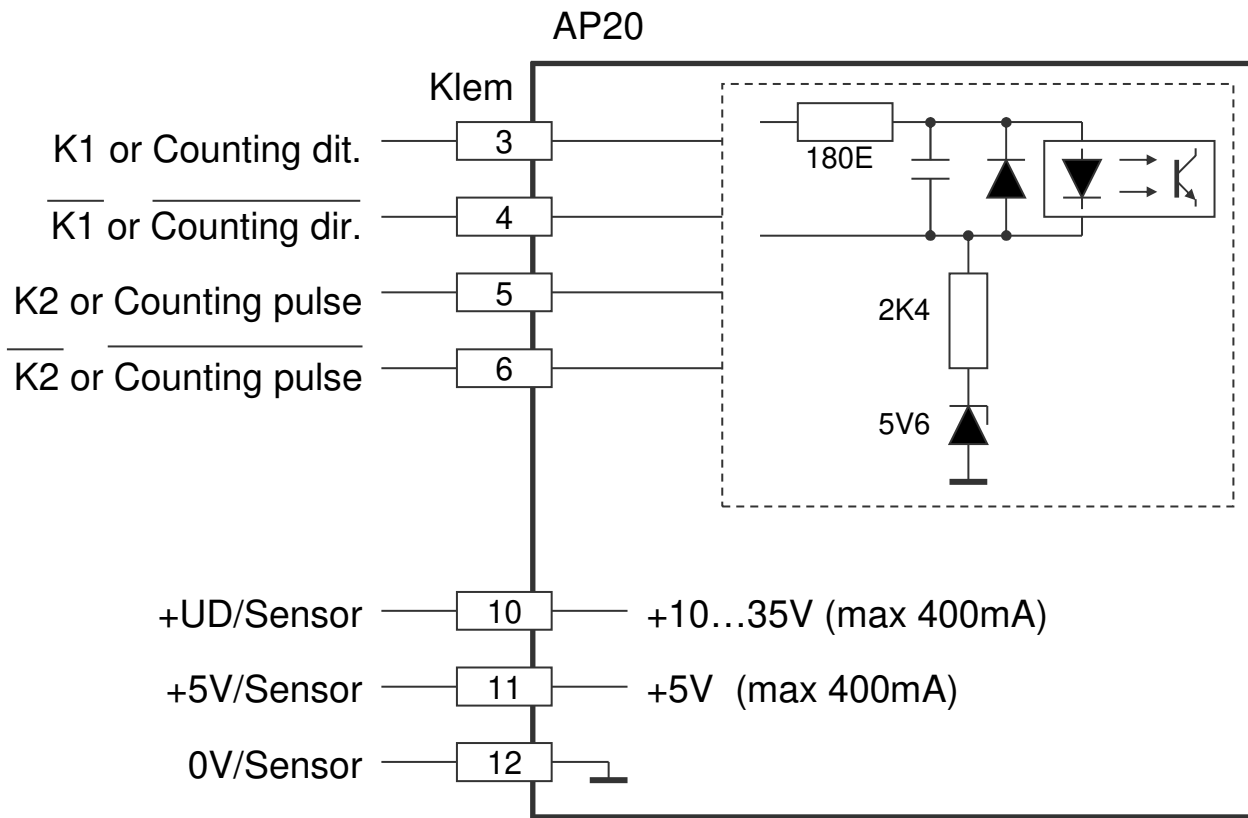 AP20
Klem
K1 or Counting dit.
3
180E
K1 or Counting dir.
4
K2 or Counting pulse
5
2K4
K2 or Counting pulse
6
5V6
+UD/Sensor
10
+10…35V (max 400mA)
+5V/Sensor
11
+5V (max 400mA)
0V/Sensor
12